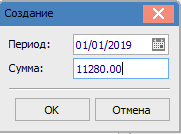 Создание
Период: 01/01/2019
Сумма: 11280.00
OK Отмена